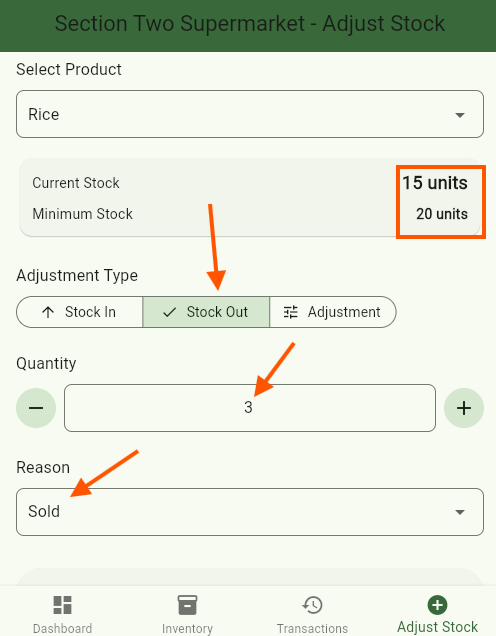 Section Two Supermarket - Adjust Stock
Select Product
Rice
Current Stock 15 units
Minimum Stock 20 units
Adjustment Type
Stock In Stock Out Adjustment
Quantity
3
Reason
Sold
Dashboard Inventory Transactions Adjust Stock